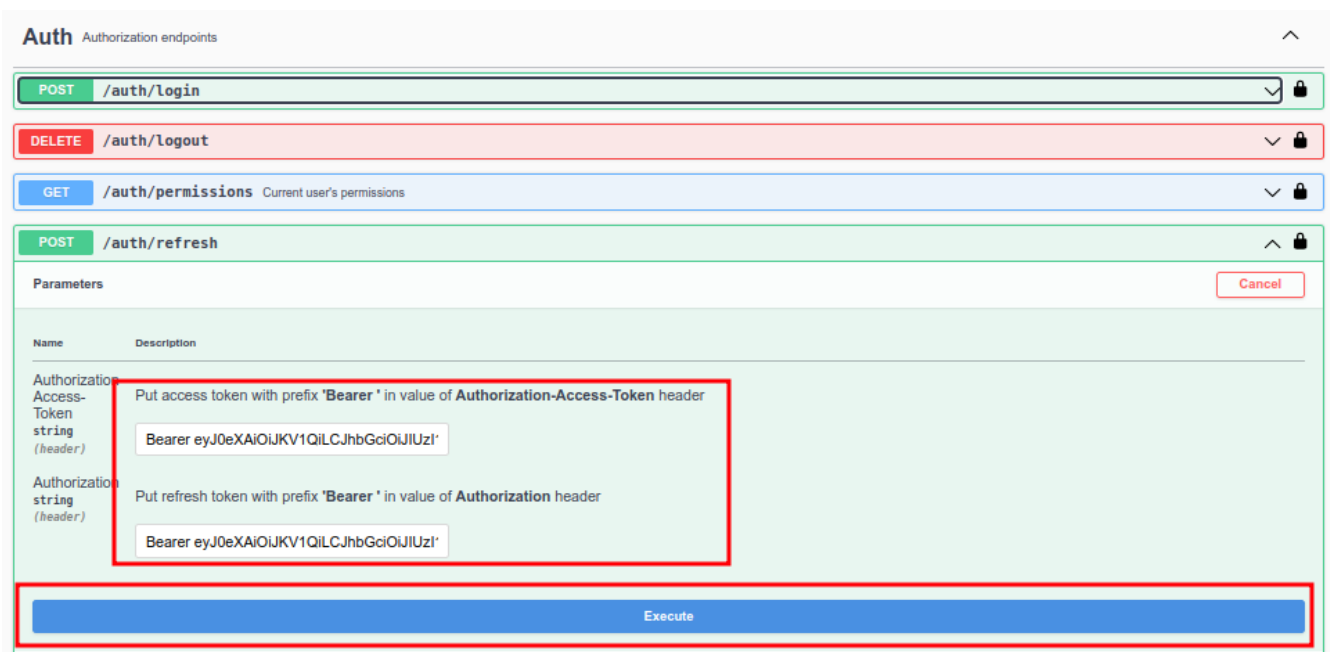 Auth Authorization endpoints
POST /auth/login
DELETE /auth/logout
GET /auth/permissions Current user's permissions
POST /auth/refresh
Parameters
Cancel
Name Description
Authorization-
Access-
Token
string
(header)
Put access token with prefix 'Bearer ' in value of Authorization-Access-Token header
Bearer eyJ0eXAiOiJKV1QiLCJhbGciOiJIUzI1
Authorization
string
(header)
Put refresh token with prefix 'Bearer ' in value of Authorization header
Bearer eyJ0eXAiOiJKV1QiLCJhbGciOiJIUzI1
Execute